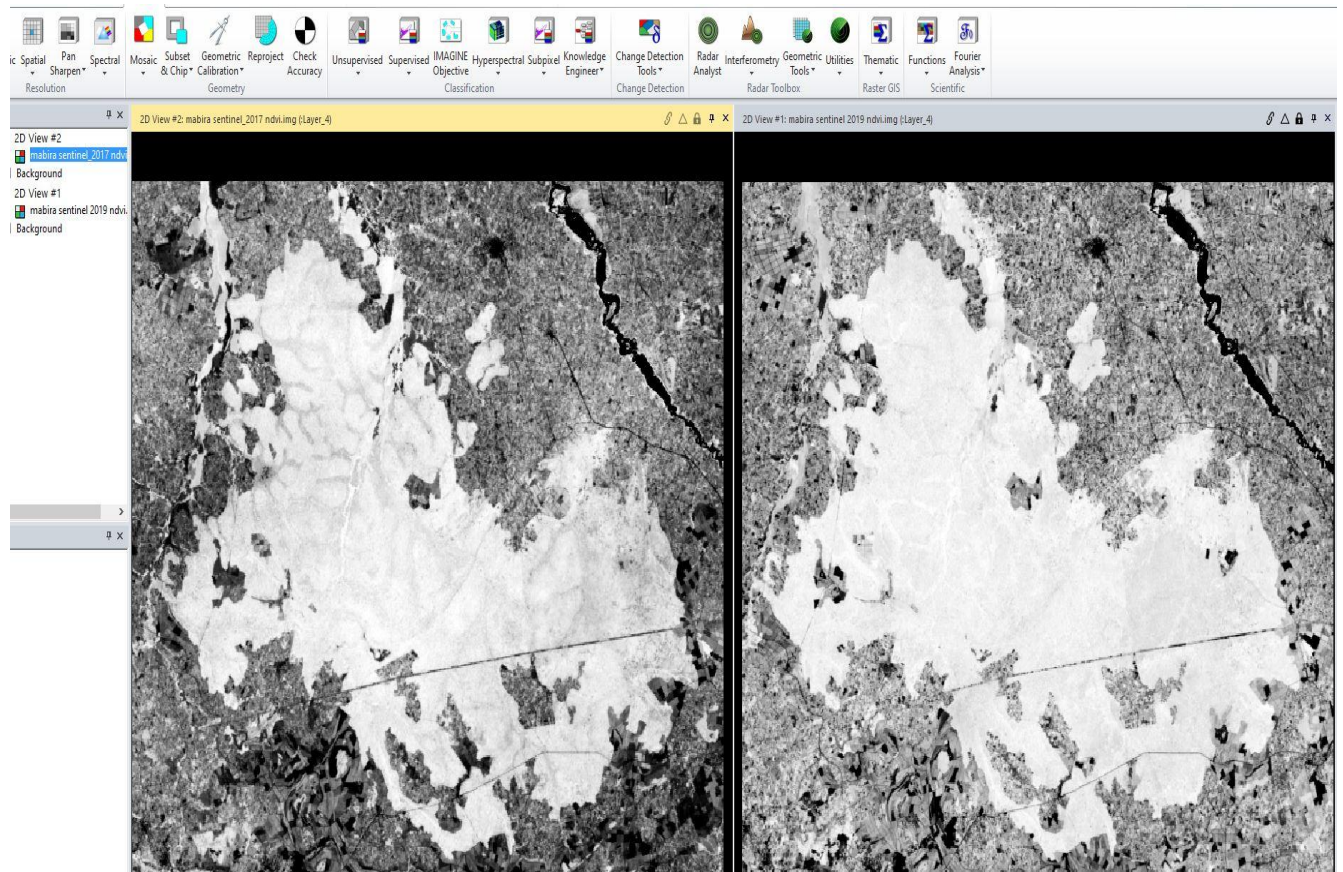 ic Spatial Pan Spectral Mosaic Subset Geometric Reproject Check Unsupervised Supervised IMAGINE Hyperspectral Subpixel Knowledge Change Detection Radar Interferometry Geometric Utilities Thematic Functions Fourier
Sharpen & Chip Calibration Accuracy Objective Engineer Tools Analyst Tools Analysis
Resolution Geometry Classification Change Detection Radar Toolbox Raster GIS Scientific
2D View #2: mabira sentinel_2017 ndvi.img (:Layer_4)
2D View #1: mabira sentinel 2019 ndvi.img (:Layer_4)
2D View #2
mabira sentinel_2017 ndvi
Background
2D View #1
mabira sentinel 2019 ndvi.
Background